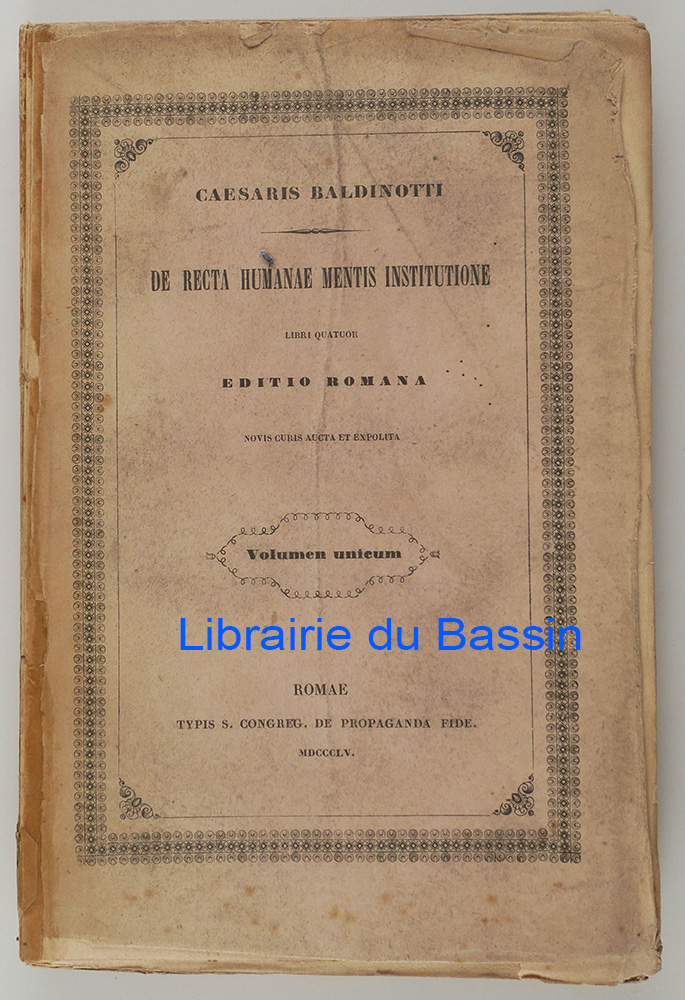 CAESARIS BALDINOTTI
DE RECTA HUMANAE MENTIS INSTITUTIONE
LIBRI QUATUOR
EDITIO ROMANA
NOVIS CURIS AUCTA ET EXPOLITA
Volumen unicum
Librairie du Bassin
ROMAE
TYPIS S. CONGREG. DE PROPAGANDA FIDE.
MDCCCLV.